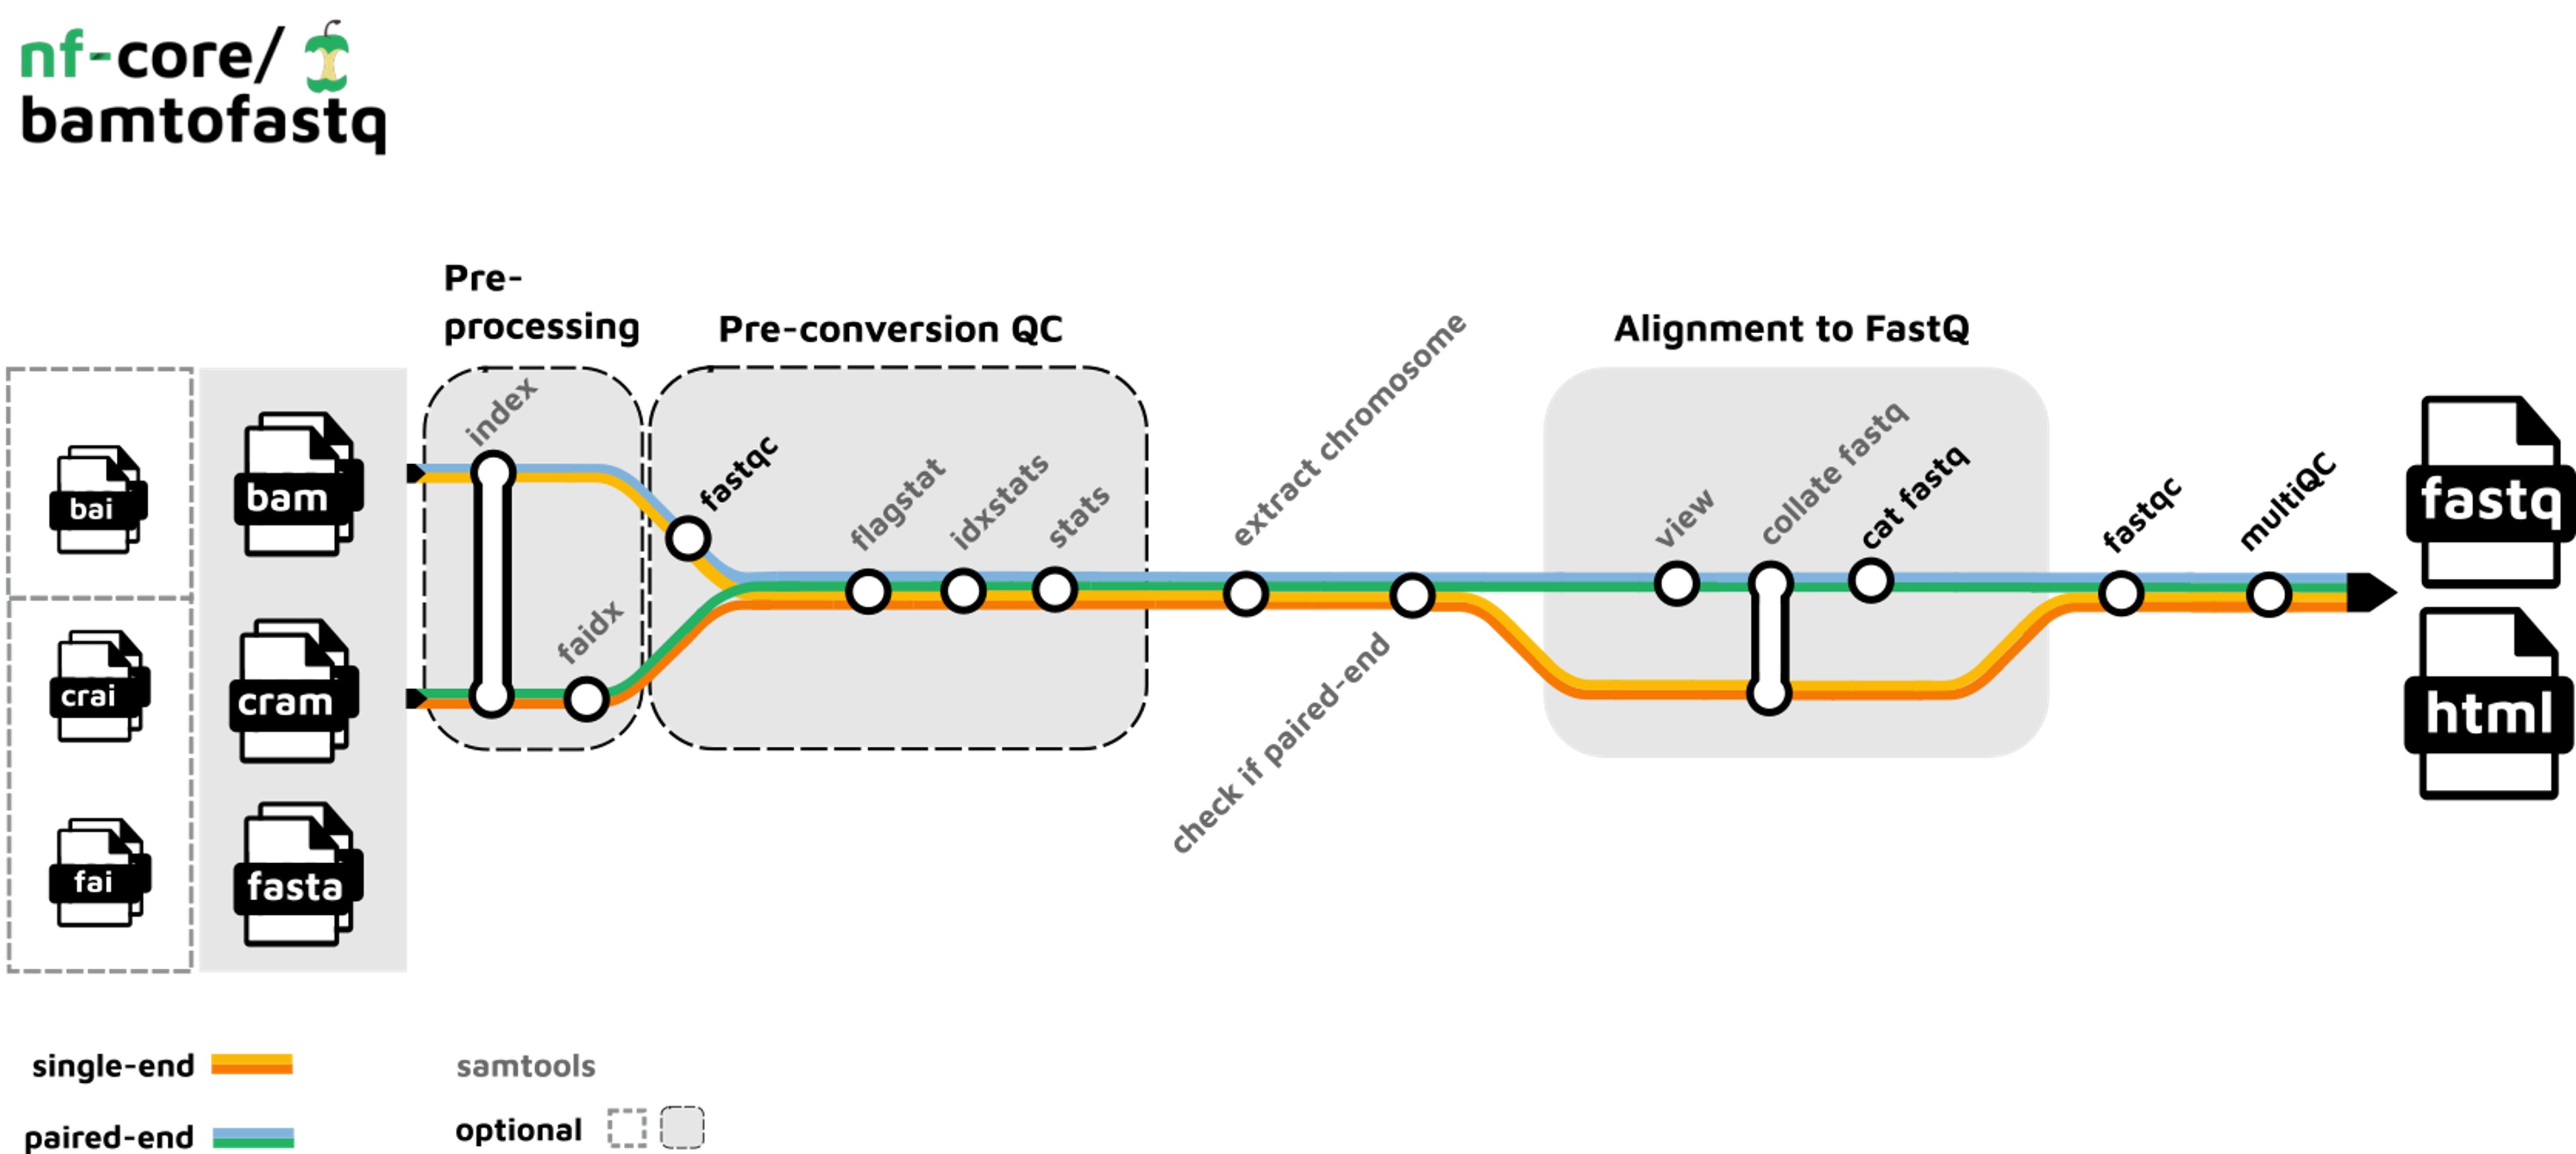 nf-core/
bamtofastq
Pre-
processing
Pre-conversion QC
Alignment to FastQ
index
faidx
fastqc
flagstat
idxstats
stats
extract chromosome
check if paired-end
view
collate fastq
cat fastq
fastqc
multiQC
bai
bam
crai
cram
fai
fasta
fastq
html
single-end
samtools
paired-end
optional